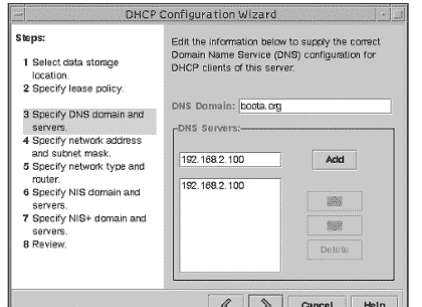 DHCP Configuration Wizard
Steps:
1 Select data storage
location.
2 Specify lease policy.
3 Specify DNS domain and
servers.
4 Specify network address
and subnet mask.
5 Specify network type and
router.
6 Specify NIS domain and
servers.
7 Specify NIS+ domain and
servers.
8 Review.
Edit the information below to supply the correct
Domain Name Service (DNS) configuration for
DHCP clients of this server.
DNS Domain: boota.org
DNS Servers:
192.168.2.100
Add
192.168.2.100
Delete
Cancel
Help